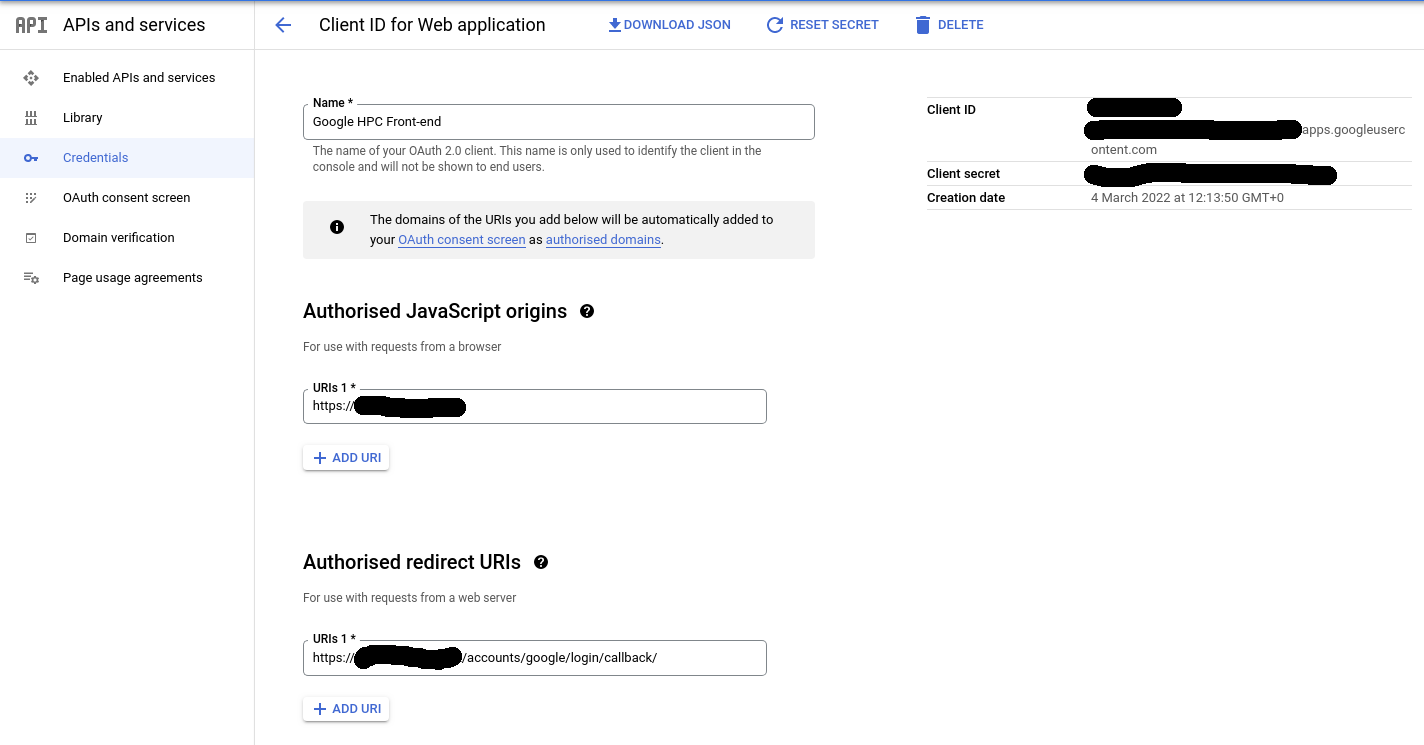 API APIs and services
Enabled APIs and services
Library
Credentials
OAuth consent screen
Domain verification
Page usage agreements
Client ID for Web application
DOWNLOAD JSON
RESET SECRET
DELETE
Name *
Google HPC Front-end
The name of your OAuth 2.0 client. This name is only used to identify the client in the
console and will not be shown to end users.
The domains of the URIs you add below will be automatically added to
your OAuth consent screen as authorised domains.
Authorised JavaScript origins
For use with requests from a browser
URIs 1 *
https://
ADD URI
Authorised redirect URIs
For use with requests from a web server
URIs 1 *
https:// /accounts/google/login/callback/
ADD URI
Client ID
apps.googleuserc
ontent.com
Client secret
Creation date 4 March 2022 at 12:13:50 GMT+0